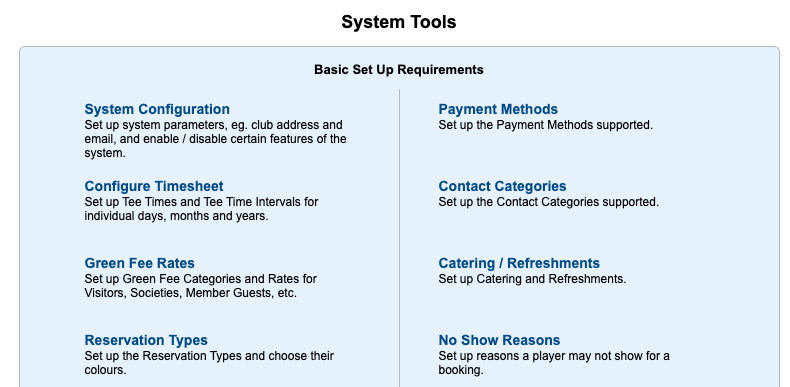 System Tools
Basic Set Up Requirements
System Configuration
Set up system parameters, eg. club address and
email, and enable / disable certain features of the
system.
Configure Timesheet
Set up Tee Times and Tee Time Intervals for
individual days, months and years.
Green Fee Rates
Set up Green Fee Categories and Rates for
Visitors, Societies, Member Guests, etc.
Reservation Types
Set up the Reservation Types and choose their
colours.
Payment Methods
Set up the Payment Methods supported.
Contact Categories
Set up the Contact Categories supported.
Catering / Refreshments
Set up Catering and Refreshments.
No Show Reasons
Set up reasons a player may not show for a
booking.